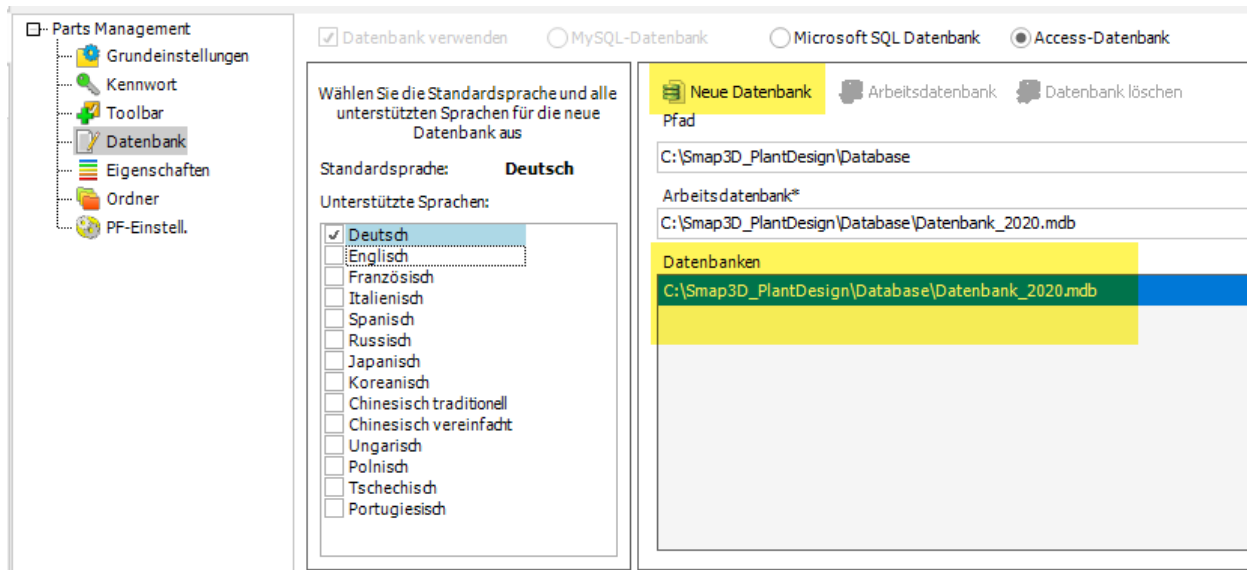 Parts Management
Grundeinstellungen
Kennwort
Toolbar
Datenbank
Eigenschaften
Ordner
PF-Einstell.
Datenbank verwenden
MySQL-Datenbank
Microsoft SQL Datenbank
Access-Datenbank
Wählen Sie die Standardsprache und alle
unterstützten Sprachen für die neue
Datenbank aus
Standardsprache: Deutsch
Unterstützte Sprachen:
Deutsch
Englisch
Französisch
Italienisch
Spanisch
Russisch
Japanisch
Koreanisch
Chinesisch traditionell
Chinesisch vereinfacht
Ungarisch
Polnisch
Tschechisch
Portugiesisch
Neue Datenbank
Arbeitsdatenbank
Datenbank löschen
Pfad
C:\Smap3D_PlantDesign\Database
Arbeitsdatenbank*
C:\Smap3D_PlantDesign\Database\Datenbank_2020.mdb
Datenbanken
C:\Smap3D_PlantDesign\Database\Datenbank_2020.mdb